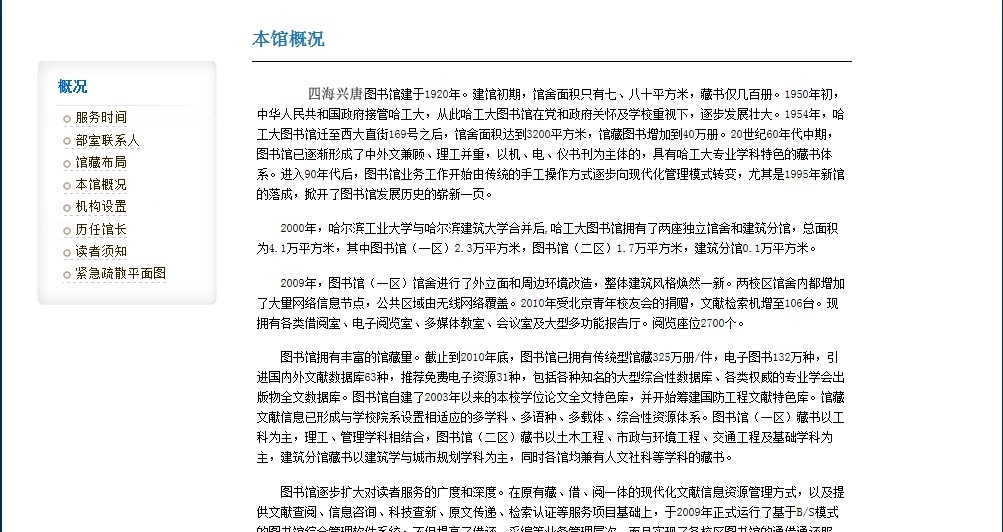 本馆概况
概况
服务时间
部室联系人
馆藏布局
本馆概况
机构设置
历任馆长
读者须知
紧急疏散平面图
四海兴唐图书馆建于1920年。建馆初期，馆舍面积只有七、八十平方米，藏书仅几百册。1950年初，
中华人民共和国政府接管哈工大，从此哈工大图书馆在党和政府关怀及学校重视下，逐步发展壮大。1954年，哈
工大图书馆迁至西大直街169号之后，馆舍面积达到3200平方米，馆藏图书增加到40万册。20世纪60年代中期，
图书馆已逐渐形成了中外文兼顾、理工并重，以机、电、仪书刊为主体的，具有哈工大专业学科特色的藏书体
系。进入90年代后，图书馆业务工作开始由传统的手工操作方式逐步向现代化管理模式转变，尤其是1995年新馆
的落成，掀开了图书馆发展历史的崭新一页。
2000年，哈尔滨工业大学与哈尔滨建筑大学合并后,哈工大图书馆拥有了两座独立馆舍和建筑分馆，总面积
为4.1万平方米，其中图书馆（一区）2.3万平方米，图书馆（二区）1.7万平方米，建筑分馆0.1万平方米。
2009年，图书馆（一区）馆舍进行了外立面和周边环境改造，整体建筑风格焕然一新。两校区馆舍内都增加
了大量网络信息节点，公共区域由无线网络覆盖。2010年受北京青年校友会的捐赠，文献检索机增至106台。现
拥有各类借阅室、电子阅览室、多媒体教室、会议室及大型多功能报告厅。阅览座位2700个。
图书馆拥有丰富的馆藏量。截止到2010年底，图书馆已拥有传统型馆藏325万册/件，电子图书132万种，引
进国内外文献数据库63种，推荐免费电子资源31种，包括各种知名的大型综合性数据库、各类权威的专业学会出
版物全文数据库。图书馆自建了2003年以来的本校学位论文全文特色库，并开始筹建国防工程文献特色库。馆藏
文献信息已形成与学校院系设置相适应的多学科、多语种、多载体、综合性资源体系。图书馆（一区）藏书以工
科为主，理工、管理学科相结合，图书馆（二区）藏书以土木工程、市政与环境工程、交通工程及基础学科为
主，建筑分馆藏书以建筑学与城市规划学科为主，同时各馆均兼有人文社科等学科的藏书。
图书馆逐步扩大对读者服务的广度和深度。在原有藏、借、阅一体的现代化文献信息资源管理方式，以及提
供文献查阅、信息咨询、科技查新、原文传递、检索认证等服务项目基础上，于2009年正式运行了基于B/S模式
的图书馆综合管理软件系统；不但提高了借还、采编等业务管理层次，而且实现了各校区图书馆的通借通还服